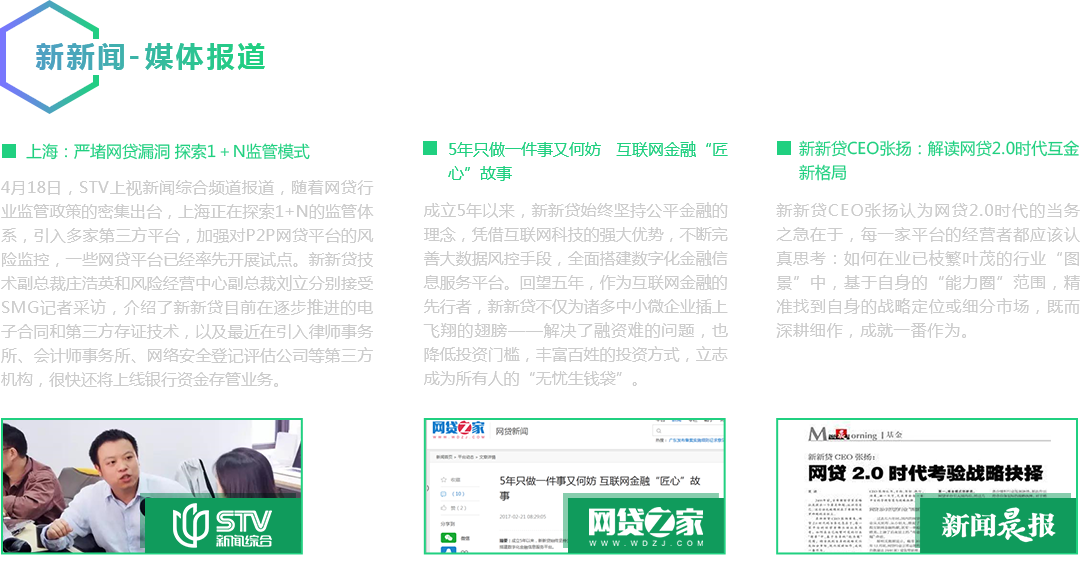 新新闻-媒体报道
上海：严堵网贷漏洞 探索1＋N监管模式
4月18日，STV上视新闻综合频道报道，随着网贷行
业监管政策的密集出台，上海正在探索1+N的监管体
系，引入多家第三方平台，加强对P2P网贷平台的风
险监控，一些网贷平台已经率先开展试点。新新贷技
术副总裁庄浩英和风险经营中心副总裁刘立分别接受
SMG记者采访，介绍了新新贷目前在逐步推进的电
子合同和第三方存证技术，以及最近在引入律师事务
所、会计师事务所、网络安全登记评估公司等第三方
机构，很快还将上线银行资金存管业务。
5年只做一件事又何妨　互联网金融“匠
心”故事
成立5年以来，新新贷始终坚持公平金融的
理念，凭借互联网科技的强大优势，不断完
善大数据风控手段，全面搭建数字化金融信
息服务平台。回望五年，作为互联网金融的
先行者，新新贷不仅为诸多中小微企业插上
飞翔的翅膀——解决了融资难的问题，也
降低投资门槛，丰富百姓的投资方式，立志
成为所有人的“无忧生钱袋”。
新新贷CEO张扬：解读网贷2.0时代互金
新格局
新新贷CEO张扬认为网贷2.0时代的当务
之急在于，每一家平台的经营者都应该认
真思考：如何在业已枝繁叶茂的行业“图
景”中，基于自身的“能力圈”范围，精
准找到自身的战略定位或细分市场，既而
深耕细作，成就一番作为。
STV
新闻综合
网贷之家
WWW.WDZJ.COM
网贷新闻
5年只做一件事又何妨 互联网金融“匠心”故
事
2017-02-21 08:29:05
收藏
(10)
赞(2)
分享到
微信
网贷之家
WWW.WDZJ.COM
Morning | 基金
新新贷 CEO 张扬：
网贷 2.0 时代考验战略抉择
新闻晨报